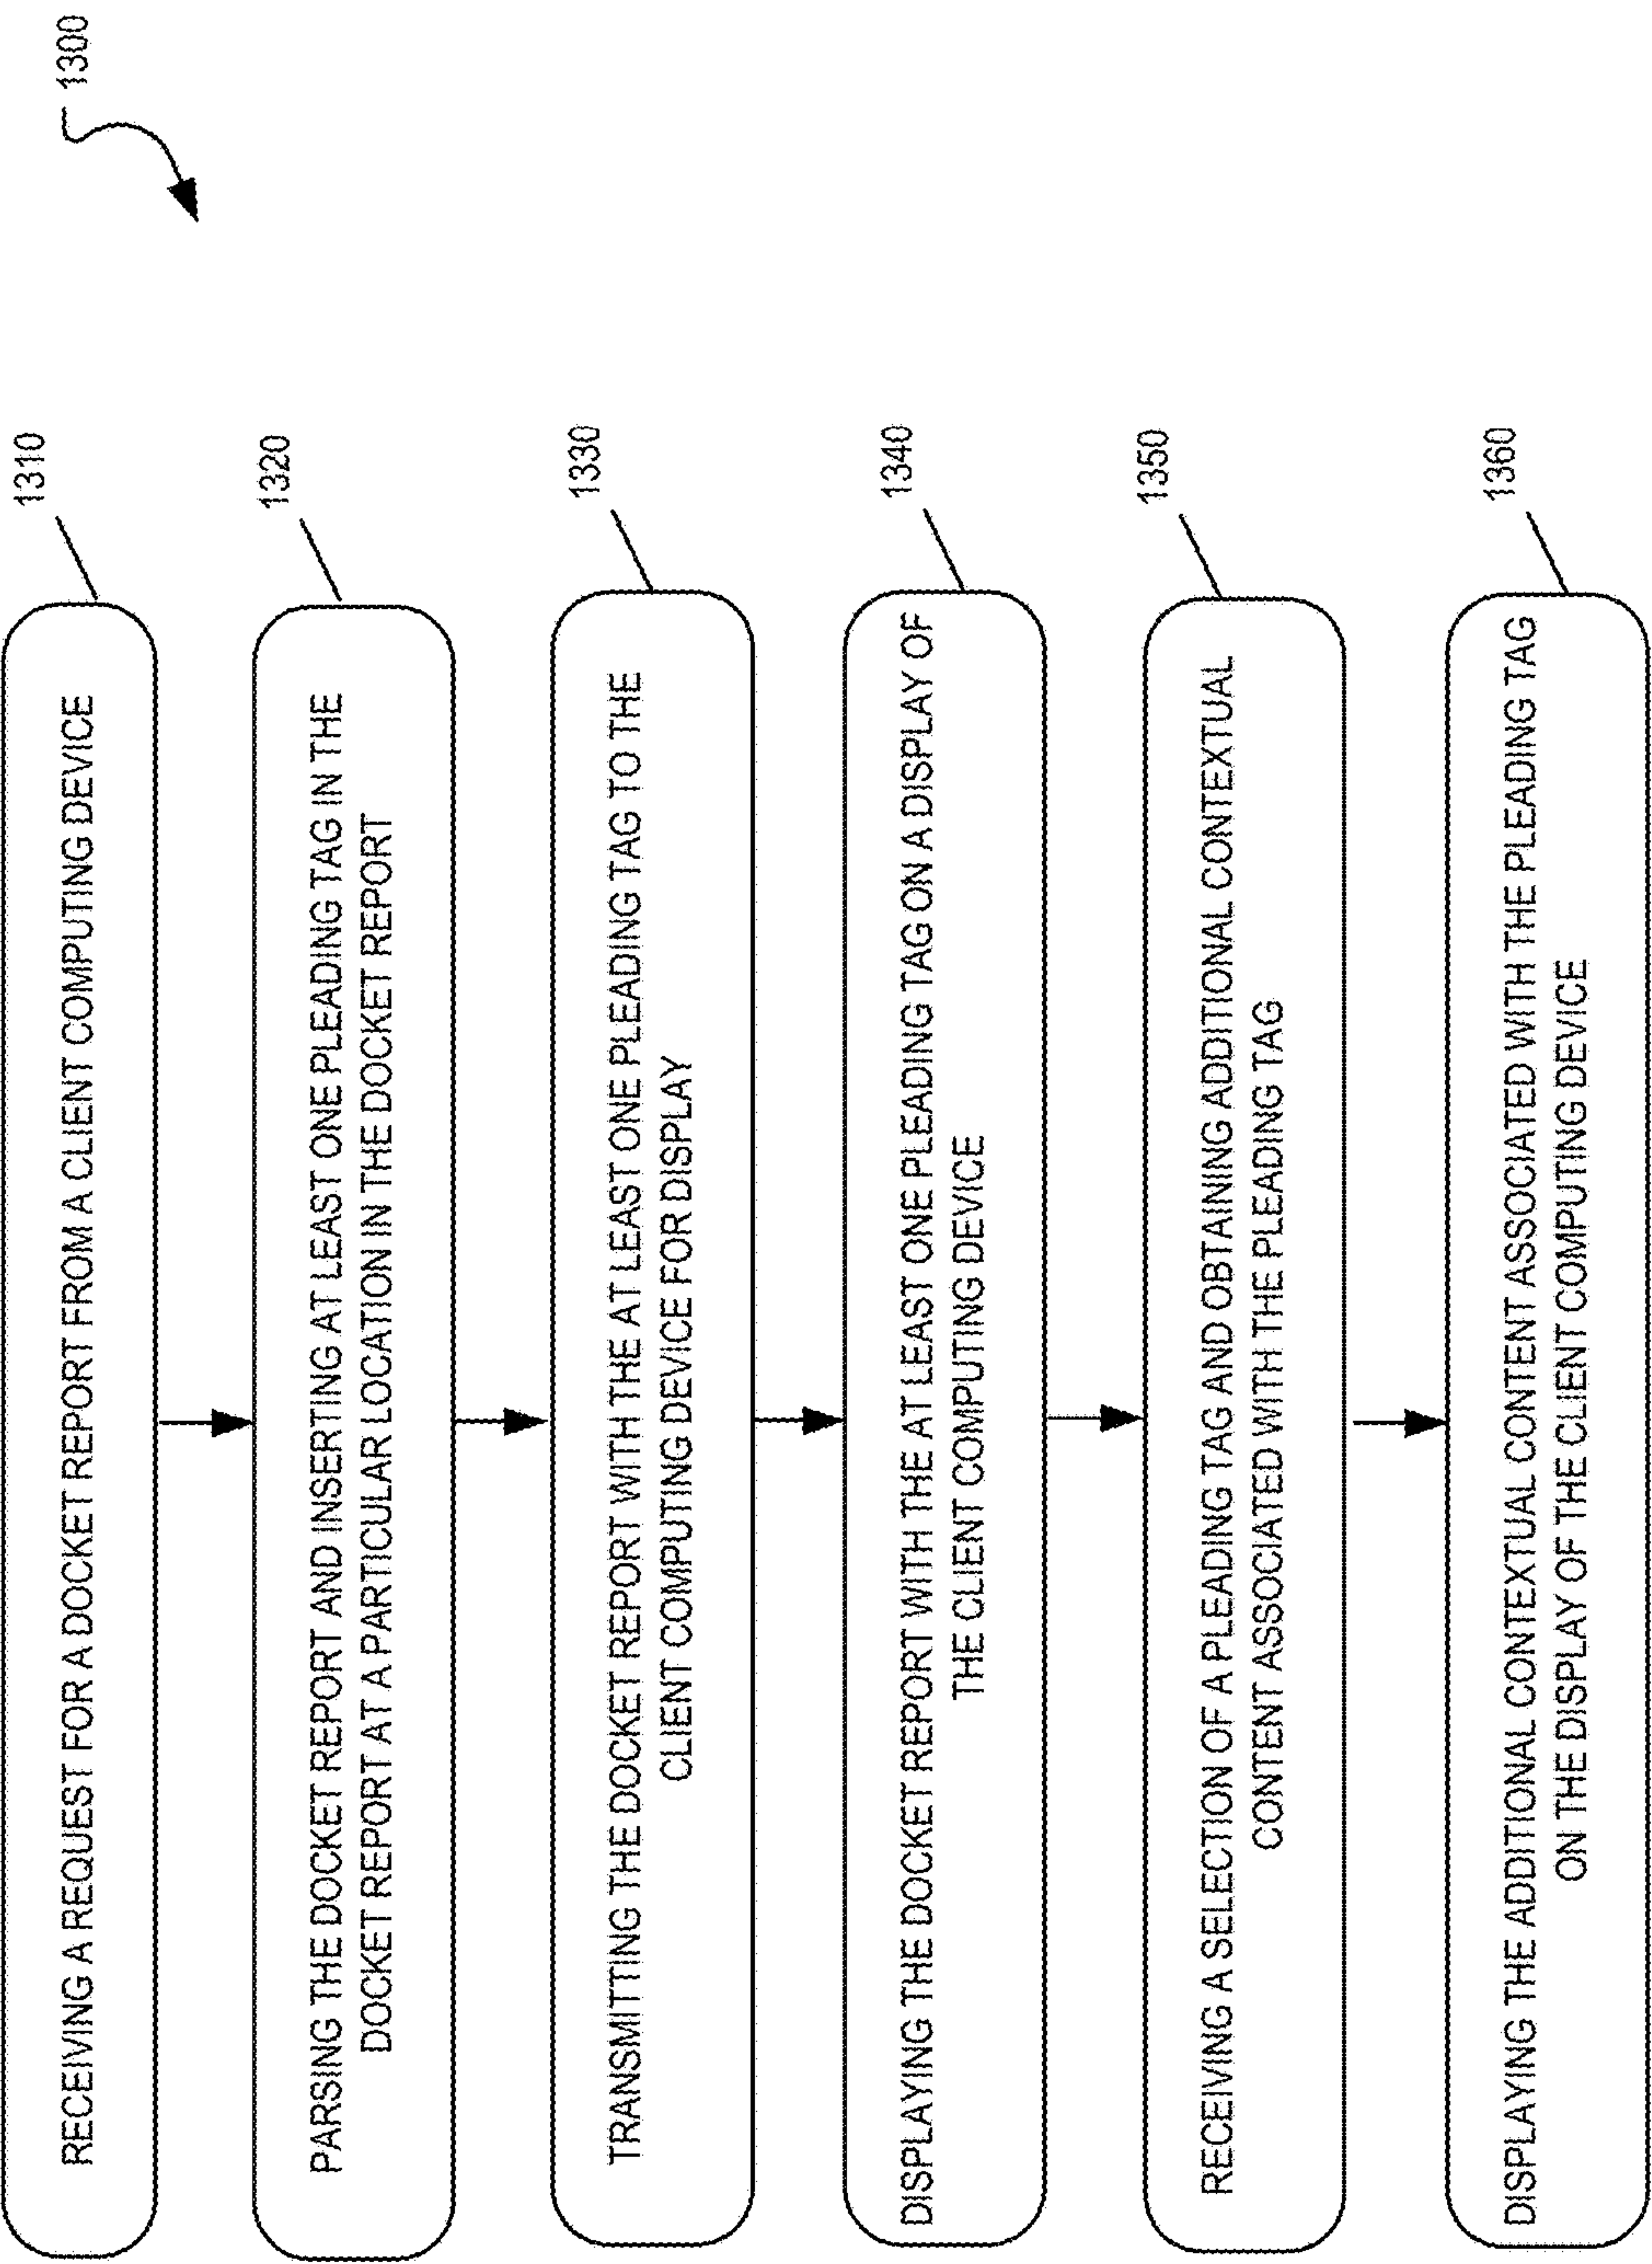 1300
1310
RECEIVING A REQUEST FOR A DOCKET REPORT FROM A CLIENT COMPUTING DEVICE
1320
PARSING THE DOCKET REPORT AND INSERTING AT LEAST ONE PLEADING TAG IN THE
DOCKET REPORT AT A PARTICULAR LOCATION IN THE DOCKET REPORT
1330
TRANSMITTING THE DOCKET REPORT WITH THE AT LEAST ONE PLEADING TAG TO THE
CLIENT COMPUTING DEVICE FOR DISPLAY
1340
DISPLAYING THE DOCKET REPORT WITH THE AT LEAST ONE PLEADING TAG ON A DISPLAY OF
THE CLIENT COMPUTING DEVICE
1350
RECEIVING A SELECTION OF A PLEADING TAG AND OBTAINING ADDITIONAL CONTEXTUAL
CONTENT ASSOCIATED WITH THE PLEADING TAG
1360
DISPLAYING THE ADDITIONAL CONTEXTUAL CONTENT ASSOCIATED WITH THE PLEADING TAG
ON THE DISPLAY OF THE CLIENT COMPUTING DEVICE